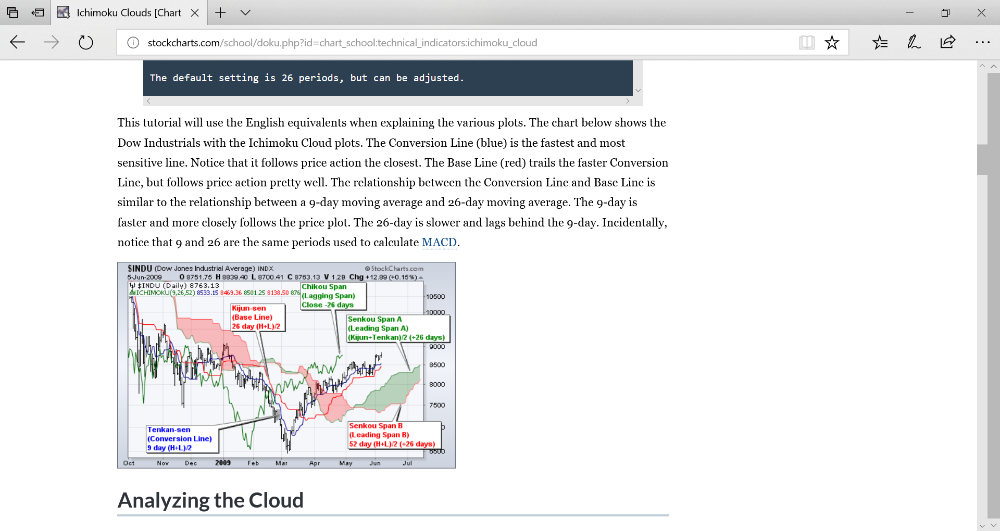 Ichimoku Clouds [Chart
stockcharts.com/school/doku.php?id=chart_school:technical_indicators:ichimoku_cloud
The default setting is 26 periods, but can be adjusted.
This tutorial will use the English equivalents when explaining the various plots. The chart below shows the
Dow Industrials with the Ichimoku Cloud plots. The Conversion Line (blue) is the fastest and most
sensitive line. Notice that it follows price action the closest. The Base Line (red) trails the faster Conversion
Line, but follows price action pretty well. The relationship between the Conversion Line and Base Line is
similar to the relationship between a 9-day moving average and 26-day moving average. The 9-day is
faster and more closely follows the price plot. The 26-day is slower and lags behind the 9-day. Incidentally,
notice that 9 and 26 are the same periods used to calculate MACD.
$INDU (Dow Jones Industrial Average) INDX © StockCharts.com
5-Jun-2009 O 8751.75 H 8839.40 L 8700.41 C 8763.13 V 1.2B Chg +12.89 (+0.15%)
$INDU (Daily) 8763.13
ICHIMOKU(9,26,52) 8533.15 8469.36 8501.25 8138.50 876
Chikou Span
(Lagging Span)
Close -26 days
Kijun-sen
(Base Line)
26 day (H+L)/2
Senkou Span A
(Leading Span A)
(Kijun+Tenkan)/2 (+26 days)
10500
10000
9000
8500
8000
7500
Tenkan-sen
(Conversion Line)
9 day (H+L)/2
Senkou Span B
(Leading Span B)
52 day (H+L)/2 (+26 days)
6500
Oct Nov Dec 2009 Feb Mar Apr May Jun Jul
Analyzing the Cloud